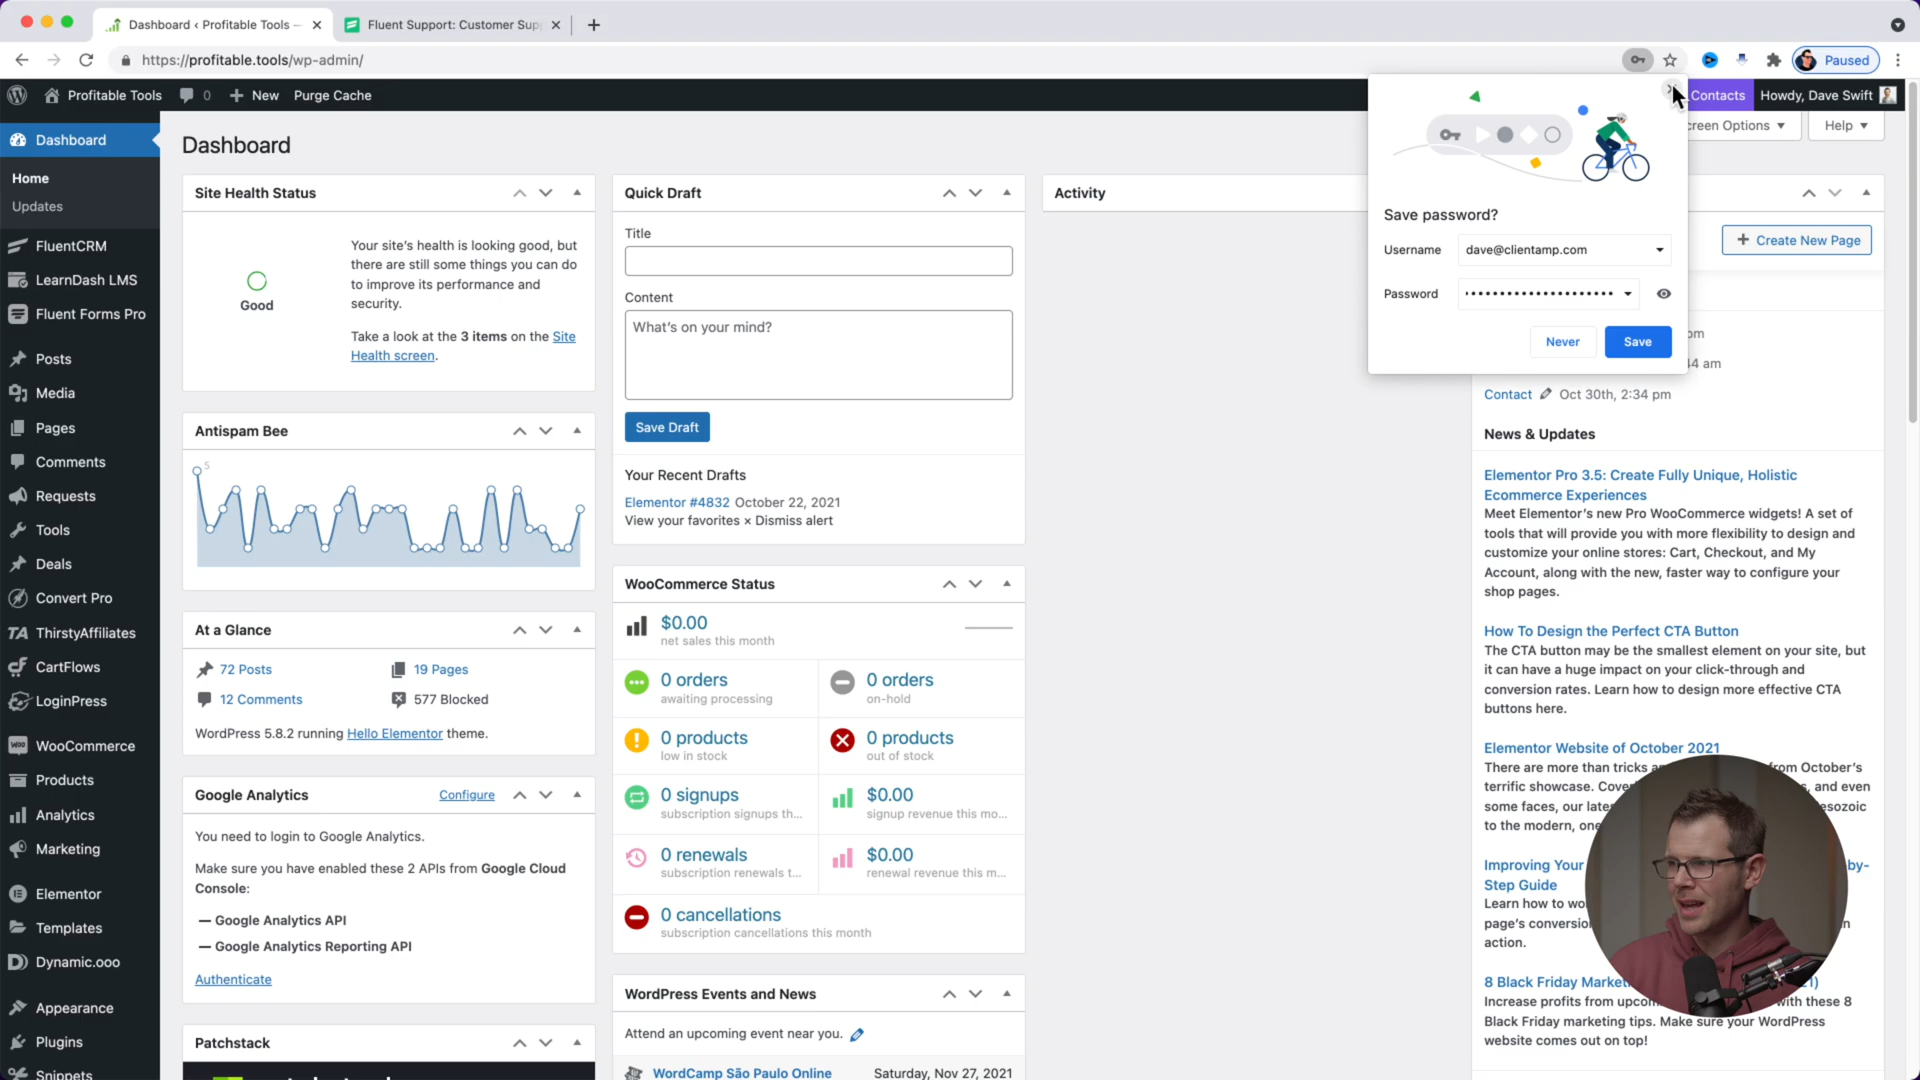 Dashboard ‹ Profitable Tools —
Fluent Support: Customer Sup
https://profitable.tools/wp-admin/
Paused
Profitable Tools
0
New
Purge Cache
Contacts
Howdy, Dave Swift
Dashboard
Home
Updates
FluentCRM
LearnDash LMS
Fluent Forms Pro
Posts
Media
Pages
Comments
Requests
Tools
Deals
Convert Pro
TA ThirstyAffiliates
CartFlows
LoginPress
WooCommerce
Products
Analytics
Marketing
Elementor
Templates
Dynamic.ooo
Appearance
Plugins
Snippets
Dashboard
creen Options
Help
Site Health Status
Good
Your site's health is looking good, but
there are still some things you can do
to improve its performance and
security.
Take a look at the 3 items on the Site
Health screen.
Antispam Bee
5
At a Glance
72 Posts
19 Pages
12 Comments
577 Blocked
WordPress 5.8.2 running Hello Elementor theme.
Google Analytics
Configure
You need to login to Google Analytics.
Make sure you have enabled these 2 APIs from Google Cloud
Console:
— Google Analytics API
— Google Analytics Reporting API
Authenticate
Patchstack
Quick Draft
Title
Content
What's on your mind?
Save Draft
Your Recent Drafts
Elementor #4832 October 22, 2021
View your favorites × Dismiss alert
WooCommerce Status
$0.00
net sales this month
0 orders
awaiting processing
0 orders
on-hold
0 products
low in stock
0 products
out of stock
0 signups
subscription signups th...
$0.00
signup revenue this mo...
0 renewals
subscription renewals t...
$0.00
renewal revenue this m...
0 cancellations
subscription cancellations this month
WordPress Events and News
Attend an upcoming event near you.
WordCamp São Paulo Online
Saturday, Nov 27, 2021
Activity
Save password?
Username
dave@clientamp.com
Password
Never
Save
Create New Page
pm
44 am
Contact
Oct 30th, 2:34 pm
News & Updates
Elementor Pro 3.5: Create Fully Unique, Holistic
Ecommerce Experiences
Meet Elementor's new Pro WooCommerce widgets! A set of
tools that will provide you with more flexibility to design and
customize your online stores: Cart, Checkout, and My
Account, along with the new, faster way to configure your
shop pages.
How To Design the Perfect CTA Button
The CTA button may be the smallest element on your site, but
it can have a huge impact on your click-through and
conversion rates. Learn how to design more effective CTA
buttons here.
Elementor Website of October 2021
There are more than tricks a from October's
terrific showcase. Cove s, and even
some faces, our late esozoic
to the modern, one
Improving Your by-
Step Guide
Learn how to wo
page's conversion n
action.
8 Black Friday Marketi 1)
Increase profits from upcom with these 8
Black Friday marketing tips. Make sure your WordPress
website comes out on top!